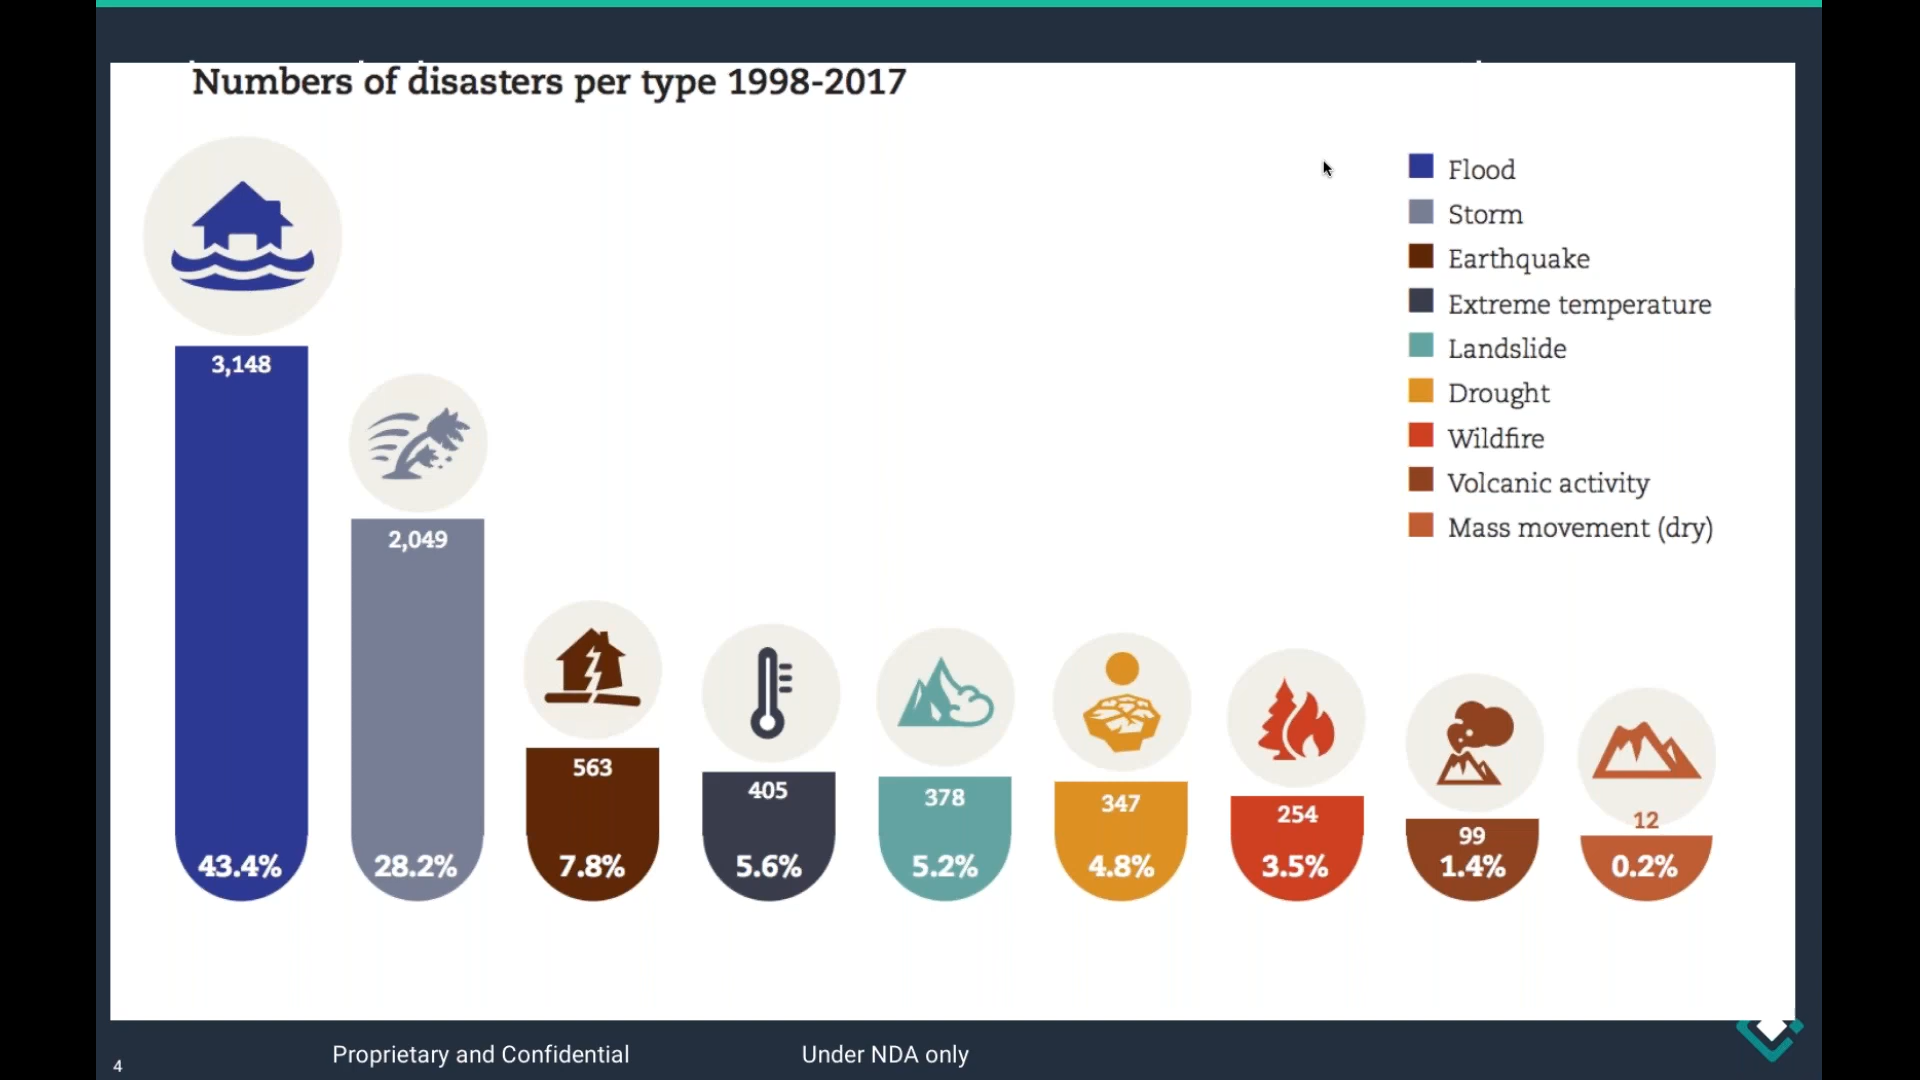 Numbers of disasters per type 1998-2017
Flood
Storm
Earthquake
Extreme temperature
Landslide
Drought
Wildfire
Volcanic activity
Mass movement (dry)
3,148
2,049
563
405
378
347
254
99
12
43.4%
28.2%
7.8%
5.6%
5.2%
4.8%
3.5%
1.4%
0.2%
4
Proprietary and Confidential
Under NDA only